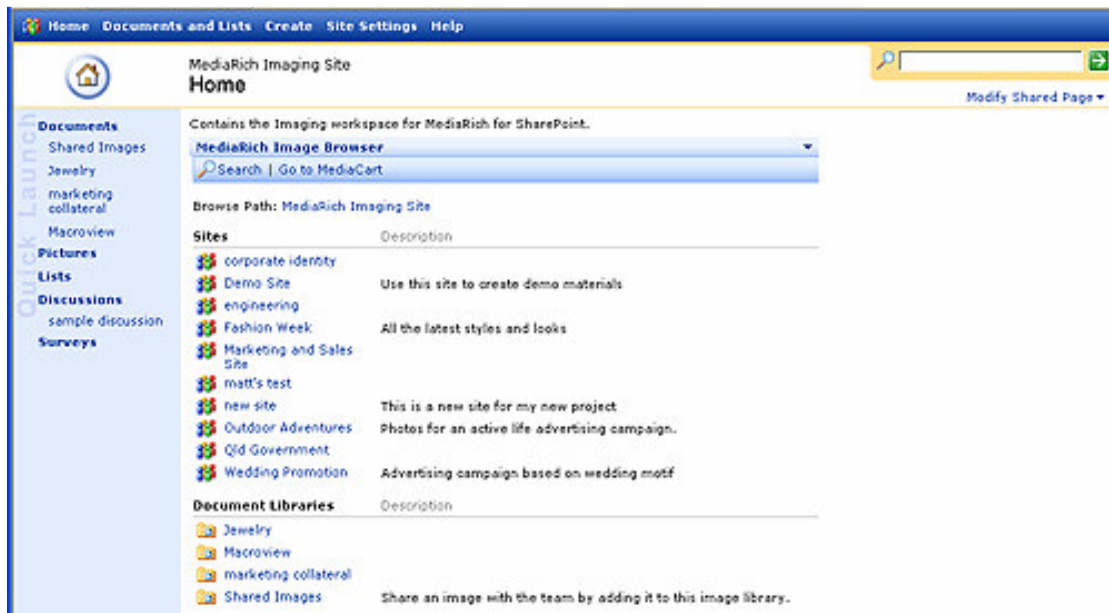 Home Documents and Lists Create Site Settings Help
MediaRich Imaging Site
Home
Modify Shared Page
Quick Launch
Documents
Shared Images
Jewelry
marketing
collateral
Macroview
Pictures
Lists
Discussions
sample discussion
Surveys
Contains the Imaging workspace for MediaRich for SharePoint.
MediaRich Image Browser
Search | Go to MediaCart
Browse Path: MediaRich Imaging Site
Sites Description
corporate identity
Demo Site Use this site to create demo materials
engineering
Fashion Week All the latest styles and looks
Marketing and Sales
Site
matt's test
new site This is a new site for my new project
Outdoor Adventures Photos for an active life advertising campaign.
Qld Government
Wedding Promotion Advertising campaign based on wedding motif
Document Libraries Description
Jewelry
Macroview
marketing collateral
Shared Images Share an image with the team by adding it to this image library.